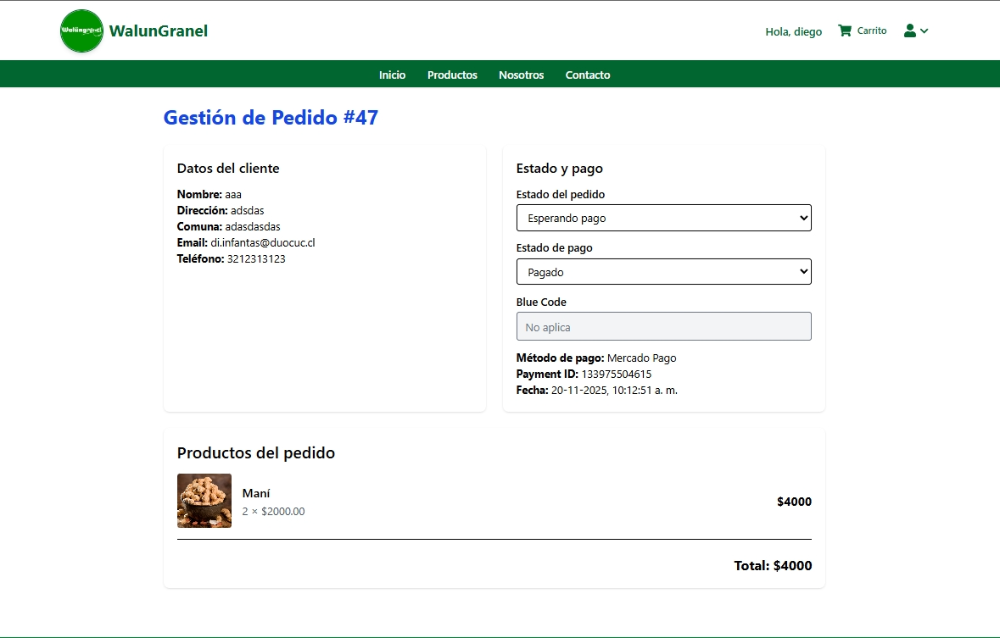 Walüngranel
WalunGranel
Hola, diego
Carrito
Inicio
Productos
Nosotros
Contacto
Gestión de Pedido #47
Datos del cliente
Nombre: aaa
Dirección: adsdas
Comuna: adasdasdas
Email: di.infantas@duocuc.cl
Teléfono: 3212313123
Estado y pago
Estado del pedido
Esperando pago
Estado de pago
Pagado
Blue Code
No aplica
Método de pago: Mercado Pago
Payment ID: 133975504615
Fecha: 20-11-2025, 10:12:51 a. m.
Productos del pedido
Maní
2 × $2000.00
$4000
Total: $4000